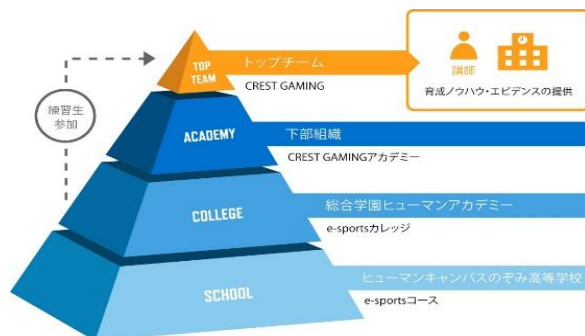 TOP
TEAM
トップチーム
CREST GAMING
講師
育成ノウハウ・エビデンスの提供
練習生
参加
ACADEMY
下部組織
CREST GAMINGアカデミー
COLLEGE
総合学園ヒューマンアカデミー
e-sportsカレッジ
SCHOOL
ヒューマンキャンパスのぞみ高等学校
e-sportsコース